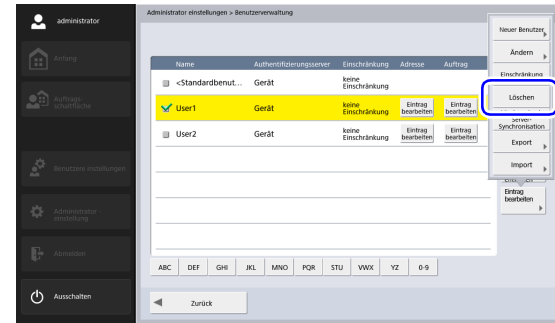 administrator
Administrator einstellungen > Benutzerverwaltung
Anfang
Auftrags-
schaltfläche
Benutzere instellungen
Administrator-
einstellung
Abmelden
Ausschalten
Name Authentifizierungsserver Einschränkung Adresse Auftrag
<Standardbenut... Gerät keine
Einschränkung
User1 Gerät keine
Einschränkung Eintrag
bearbeiten Eintrag
bearbeiten
User2 Gerät keine
Einschränkung Eintrag
bearbeiten Eintrag
bearbeiten
Neuer Benutzer
Ändern
Einschränkung
Löschen
Server-
Synchronisation
Export
Import
Eintrag
bearbeiten
ABC DEF GHI JKL MNO PQR STU VWX YZ 0-9
Zurück